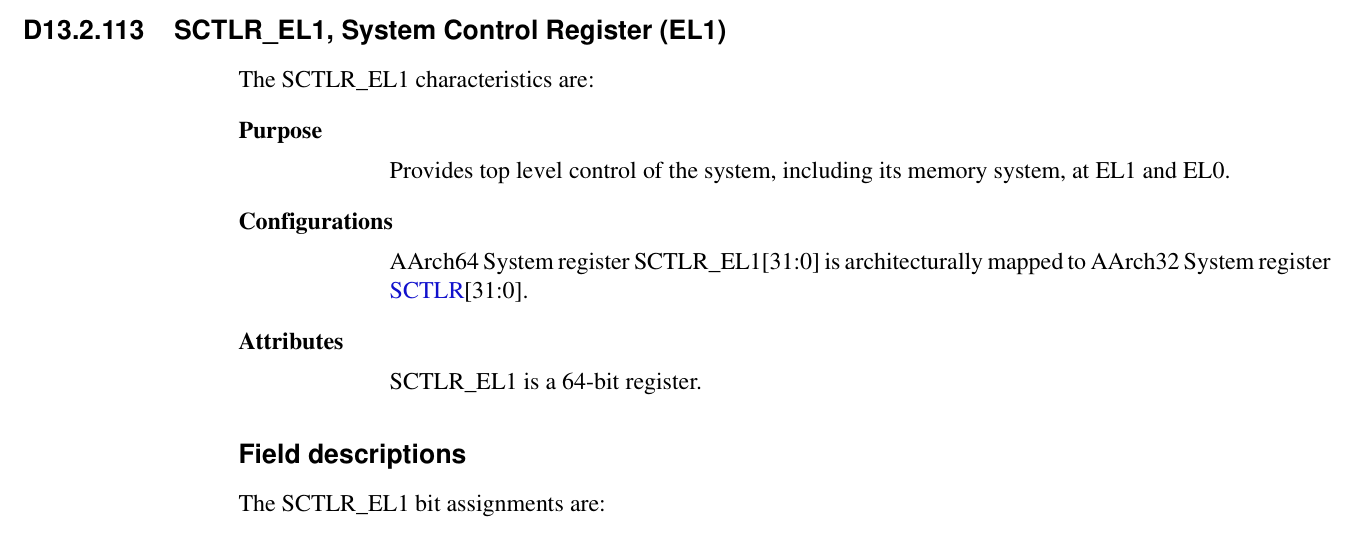 D13.2.113 SCTLR_EL1, System Control Register (EL1)
The SCTLR_EL1 characteristics are:
Purpose
Provides top level control of the system, including its memory system, at EL1 and EL0.
Configurations
AArch64 System register SCTLR_EL1[31:0] is architecturally mapped to AArch32 System register
SCTLR[31:0].
Attributes
SCTLR_EL1 is a 64-bit register.
Field descriptions
The SCTLR_EL1 bit assignments are: